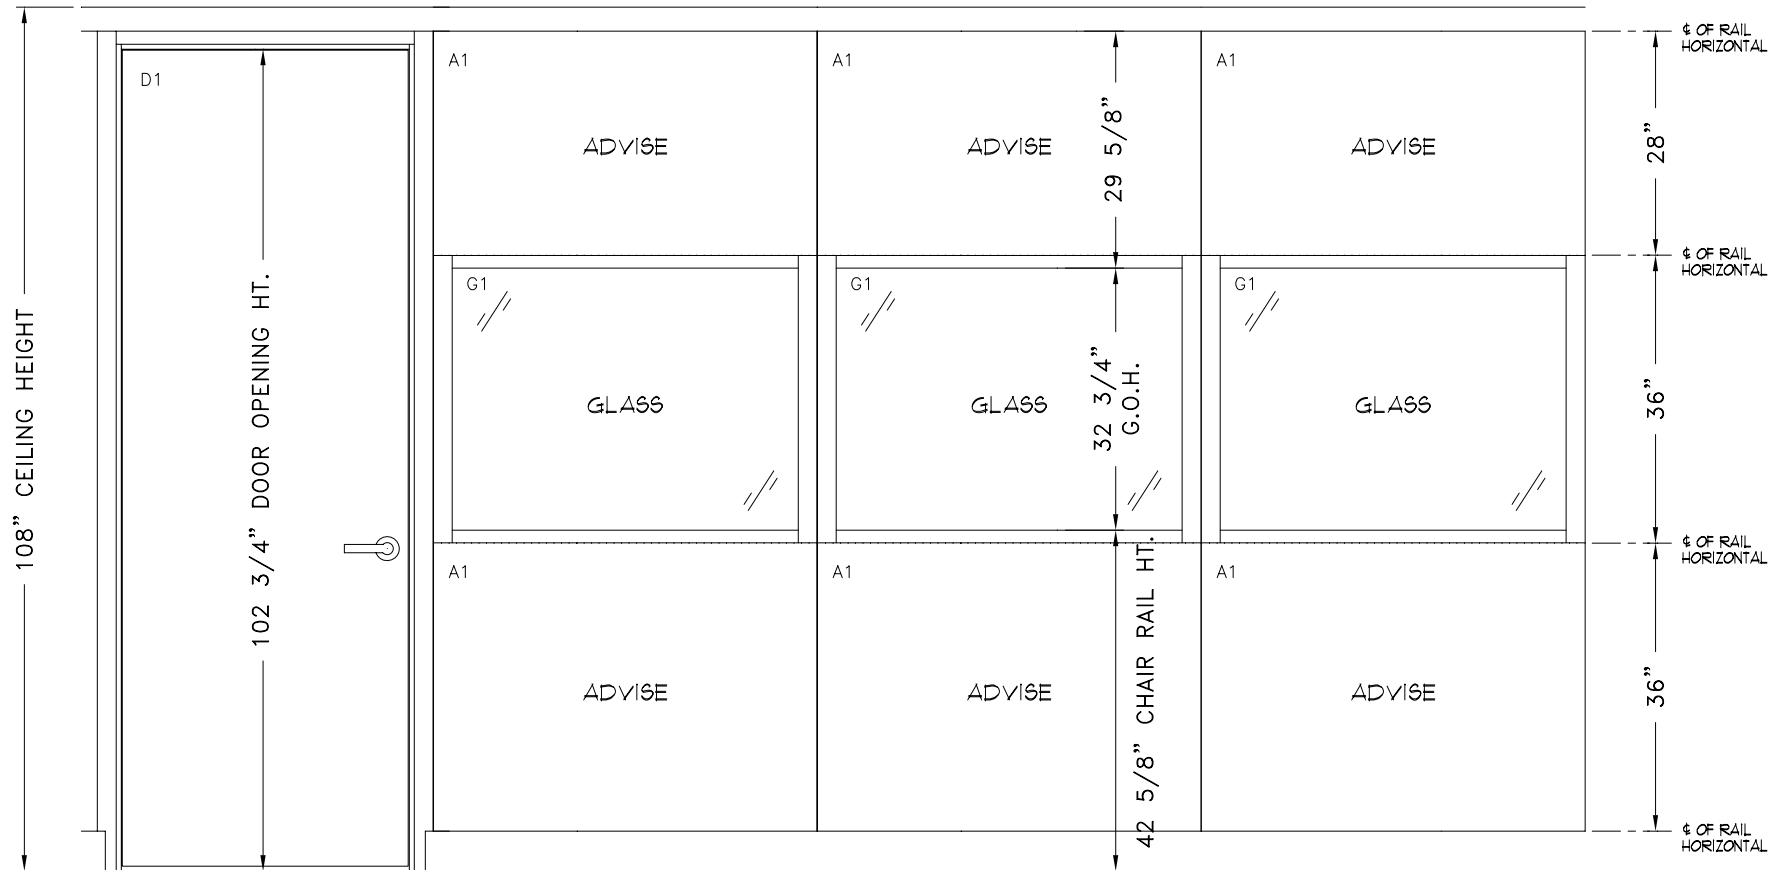 ℄ OF RAIL
HORIZONTAL
D1
A1
A1
A1
ADVISE
ADVISE
ADVISE
29 5/8”
28”
℄ OF RAIL
HORIZONTAL
108” CEILING HEIGHT
102 3/4” DOOR OPENING HT.
G1
G1
G1
GLASS
GLASS
GLASS
32 3/4”
G.O.H.
36”
℄ OF RAIL
HORIZONTAL
A1
A1
A1
ADVISE
ADVISE
ADVISE
42 5/8” CHAIR RAIL HT.
36”
℄ OF RAIL
HORIZONTAL